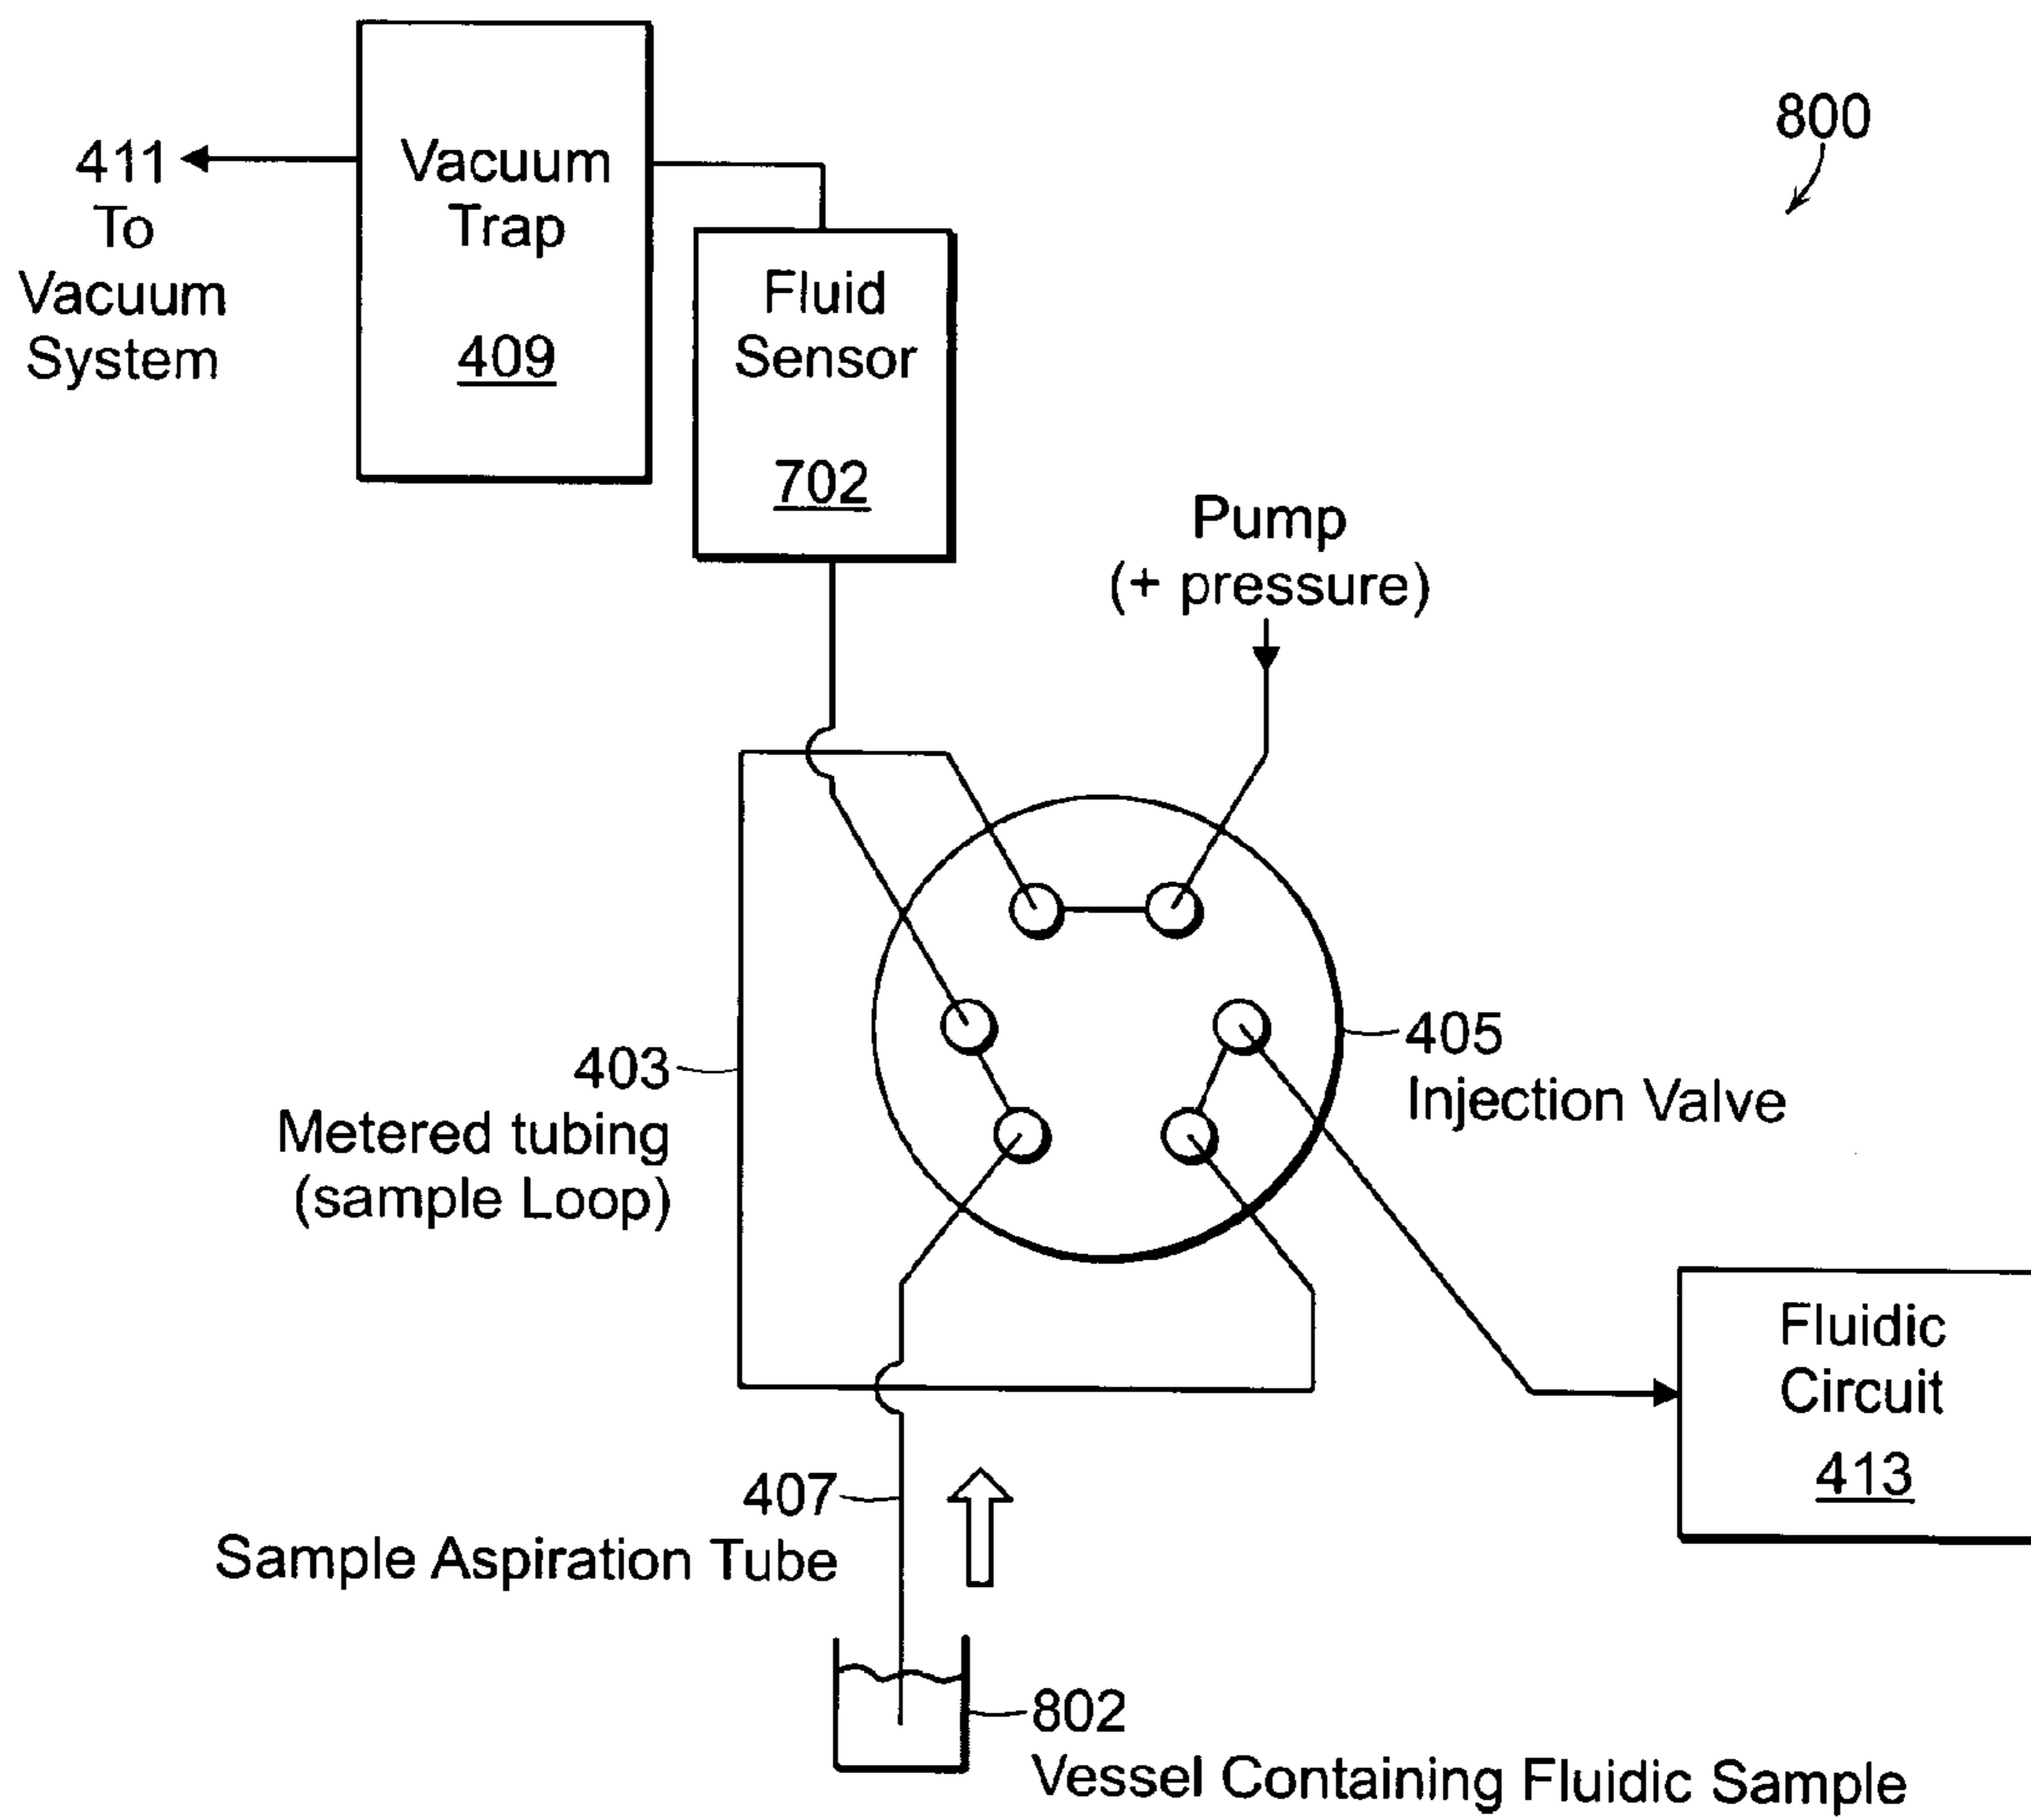 800
411
To
Vacuum
System
Vacuum
Trap
409
Fluid
Sensor
702
Pump
(+ pressure)
403
Metered tubing
(sample Loop)
405
Injection Valve
Fluidic
Circuit
413
407
Sample Aspiration Tube
802
Vessel Containing Fluidic Sample